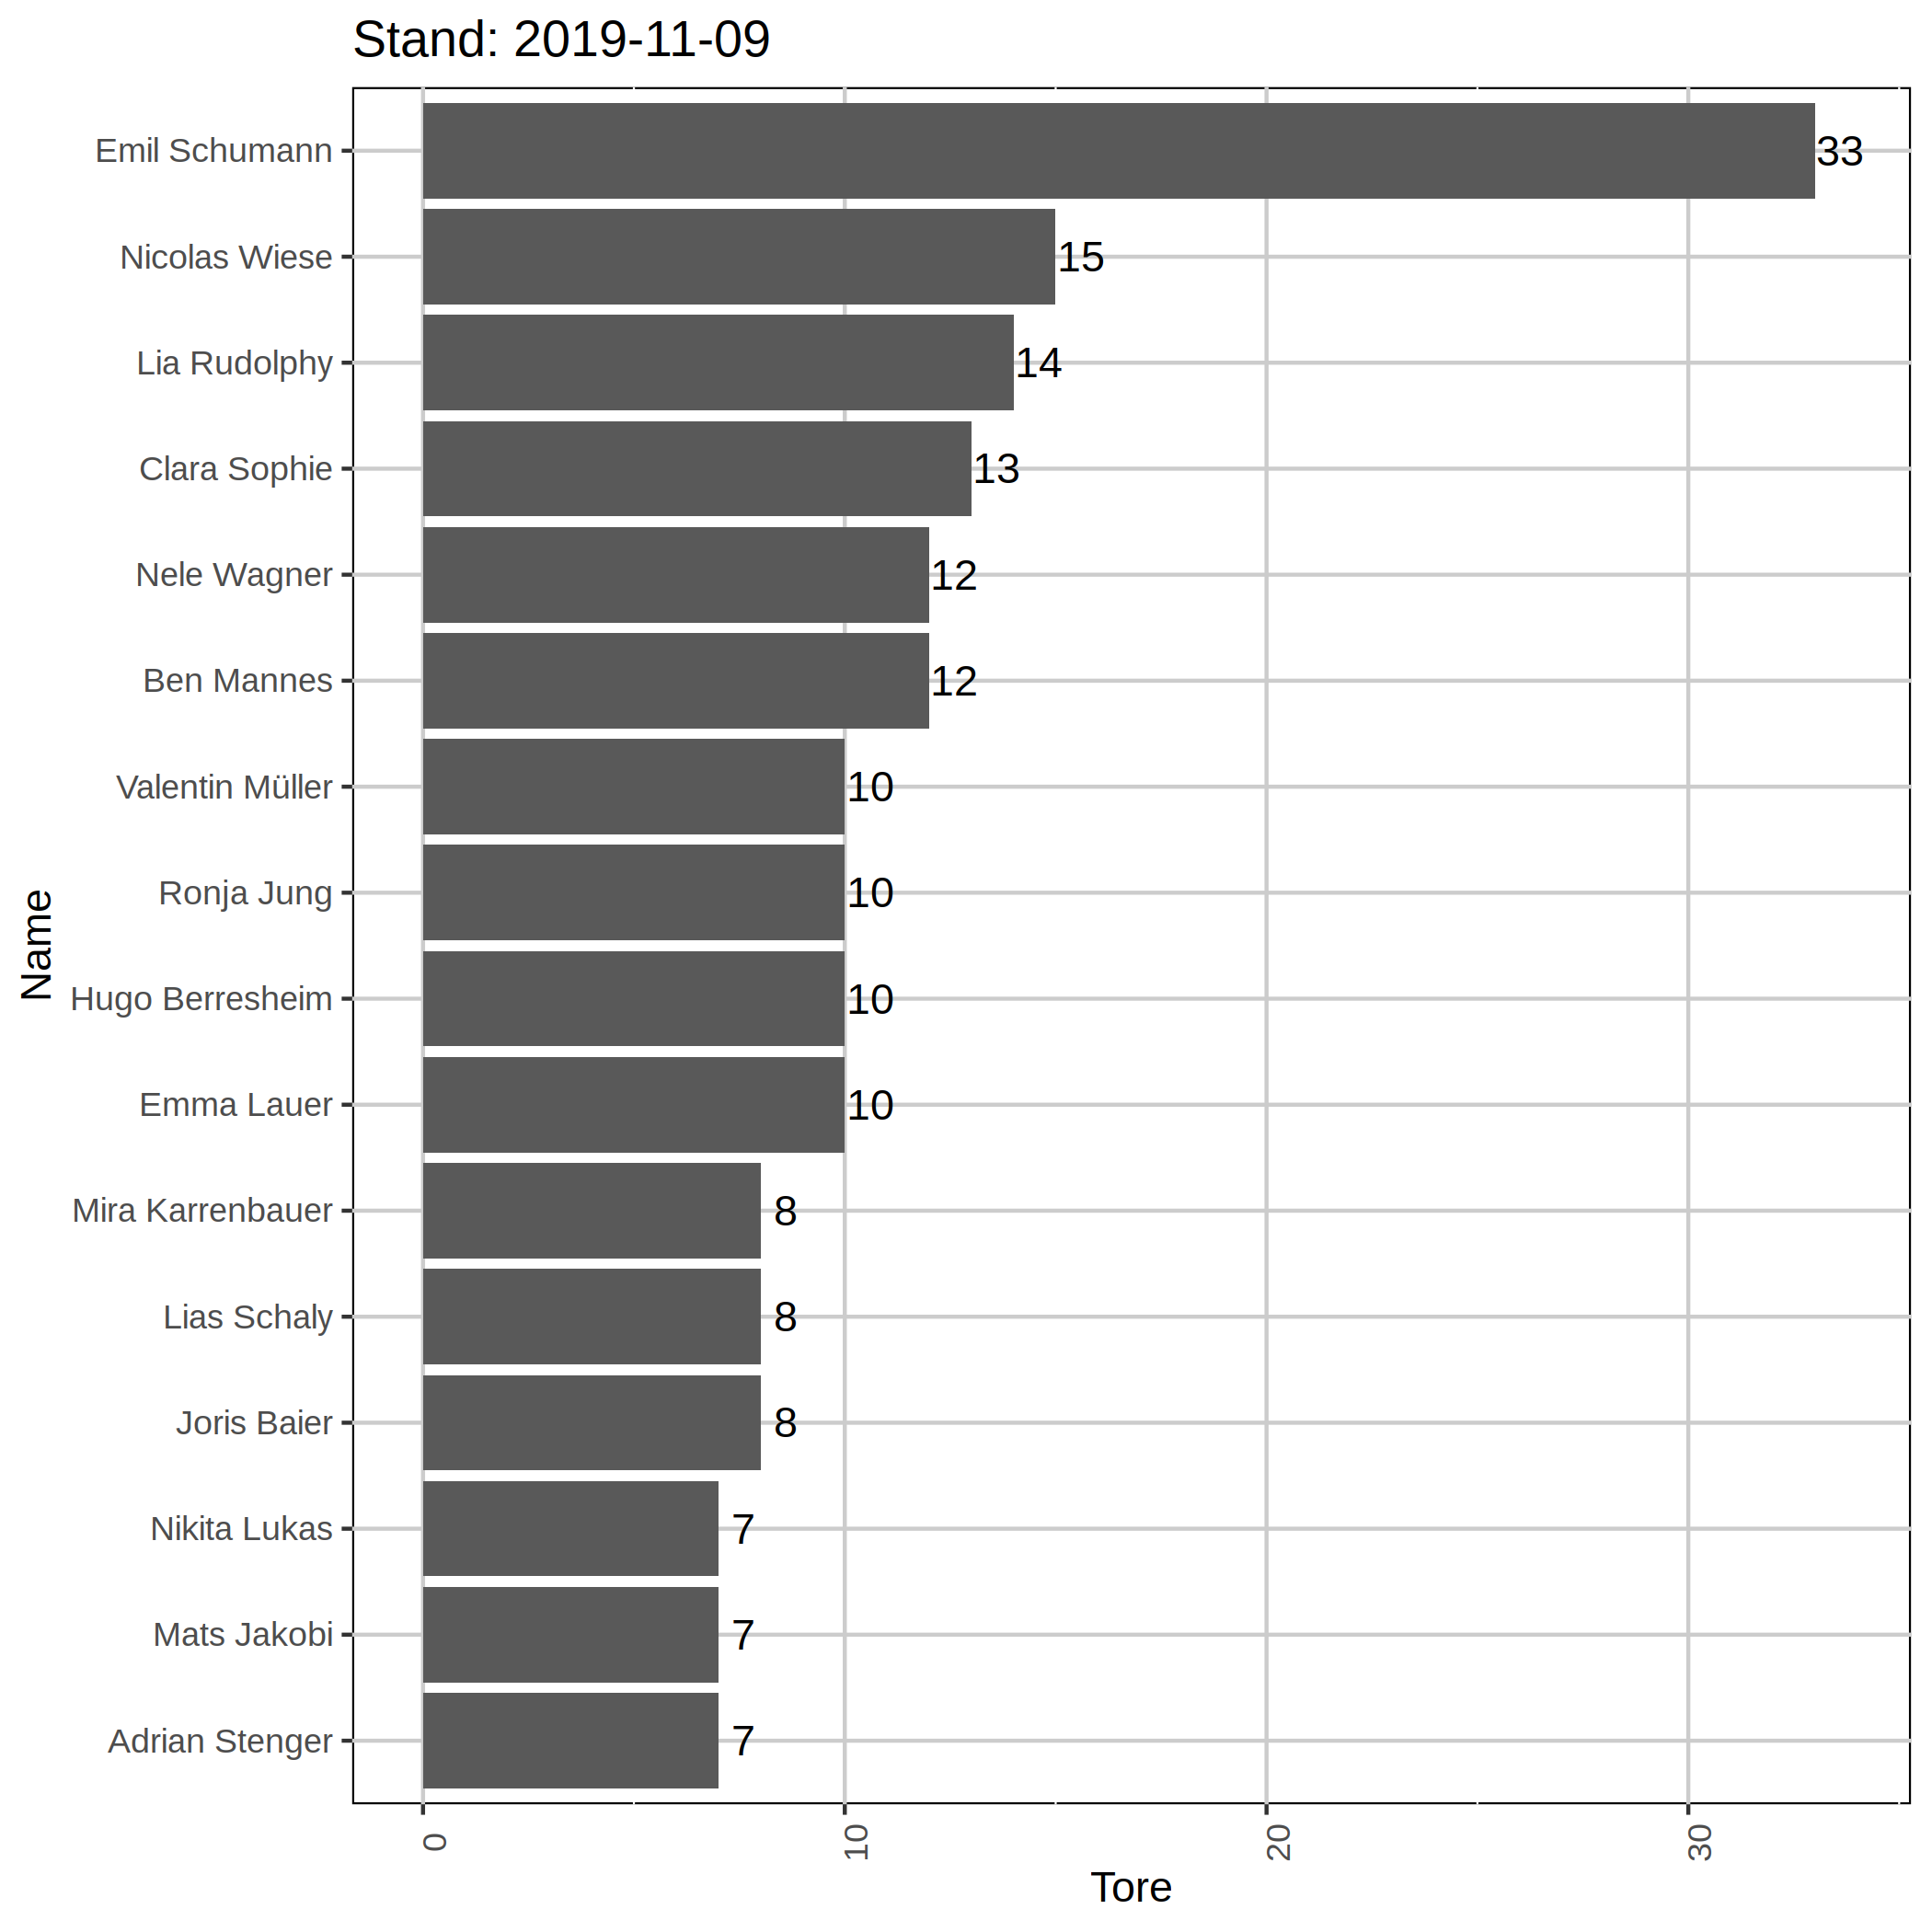 Stand: 2019-11-09
Emil Schumann 33
Nicolas Wiese 15
Lia Rudolphy 14
Clara Sophie 13
Nele Wagner 12
Ben Mannes 12
Valentin Müller 10
Ronja Jung 10
Hugo Berresheim 10
Emma Lauer 10
Mira Karrenbauer 8
Lias Schaly 8
Joris Baier 8
Nikita Lukas 7
Mats Jakobi 7
Adrian Stenger 7
Name
0 10 20 30
Tore